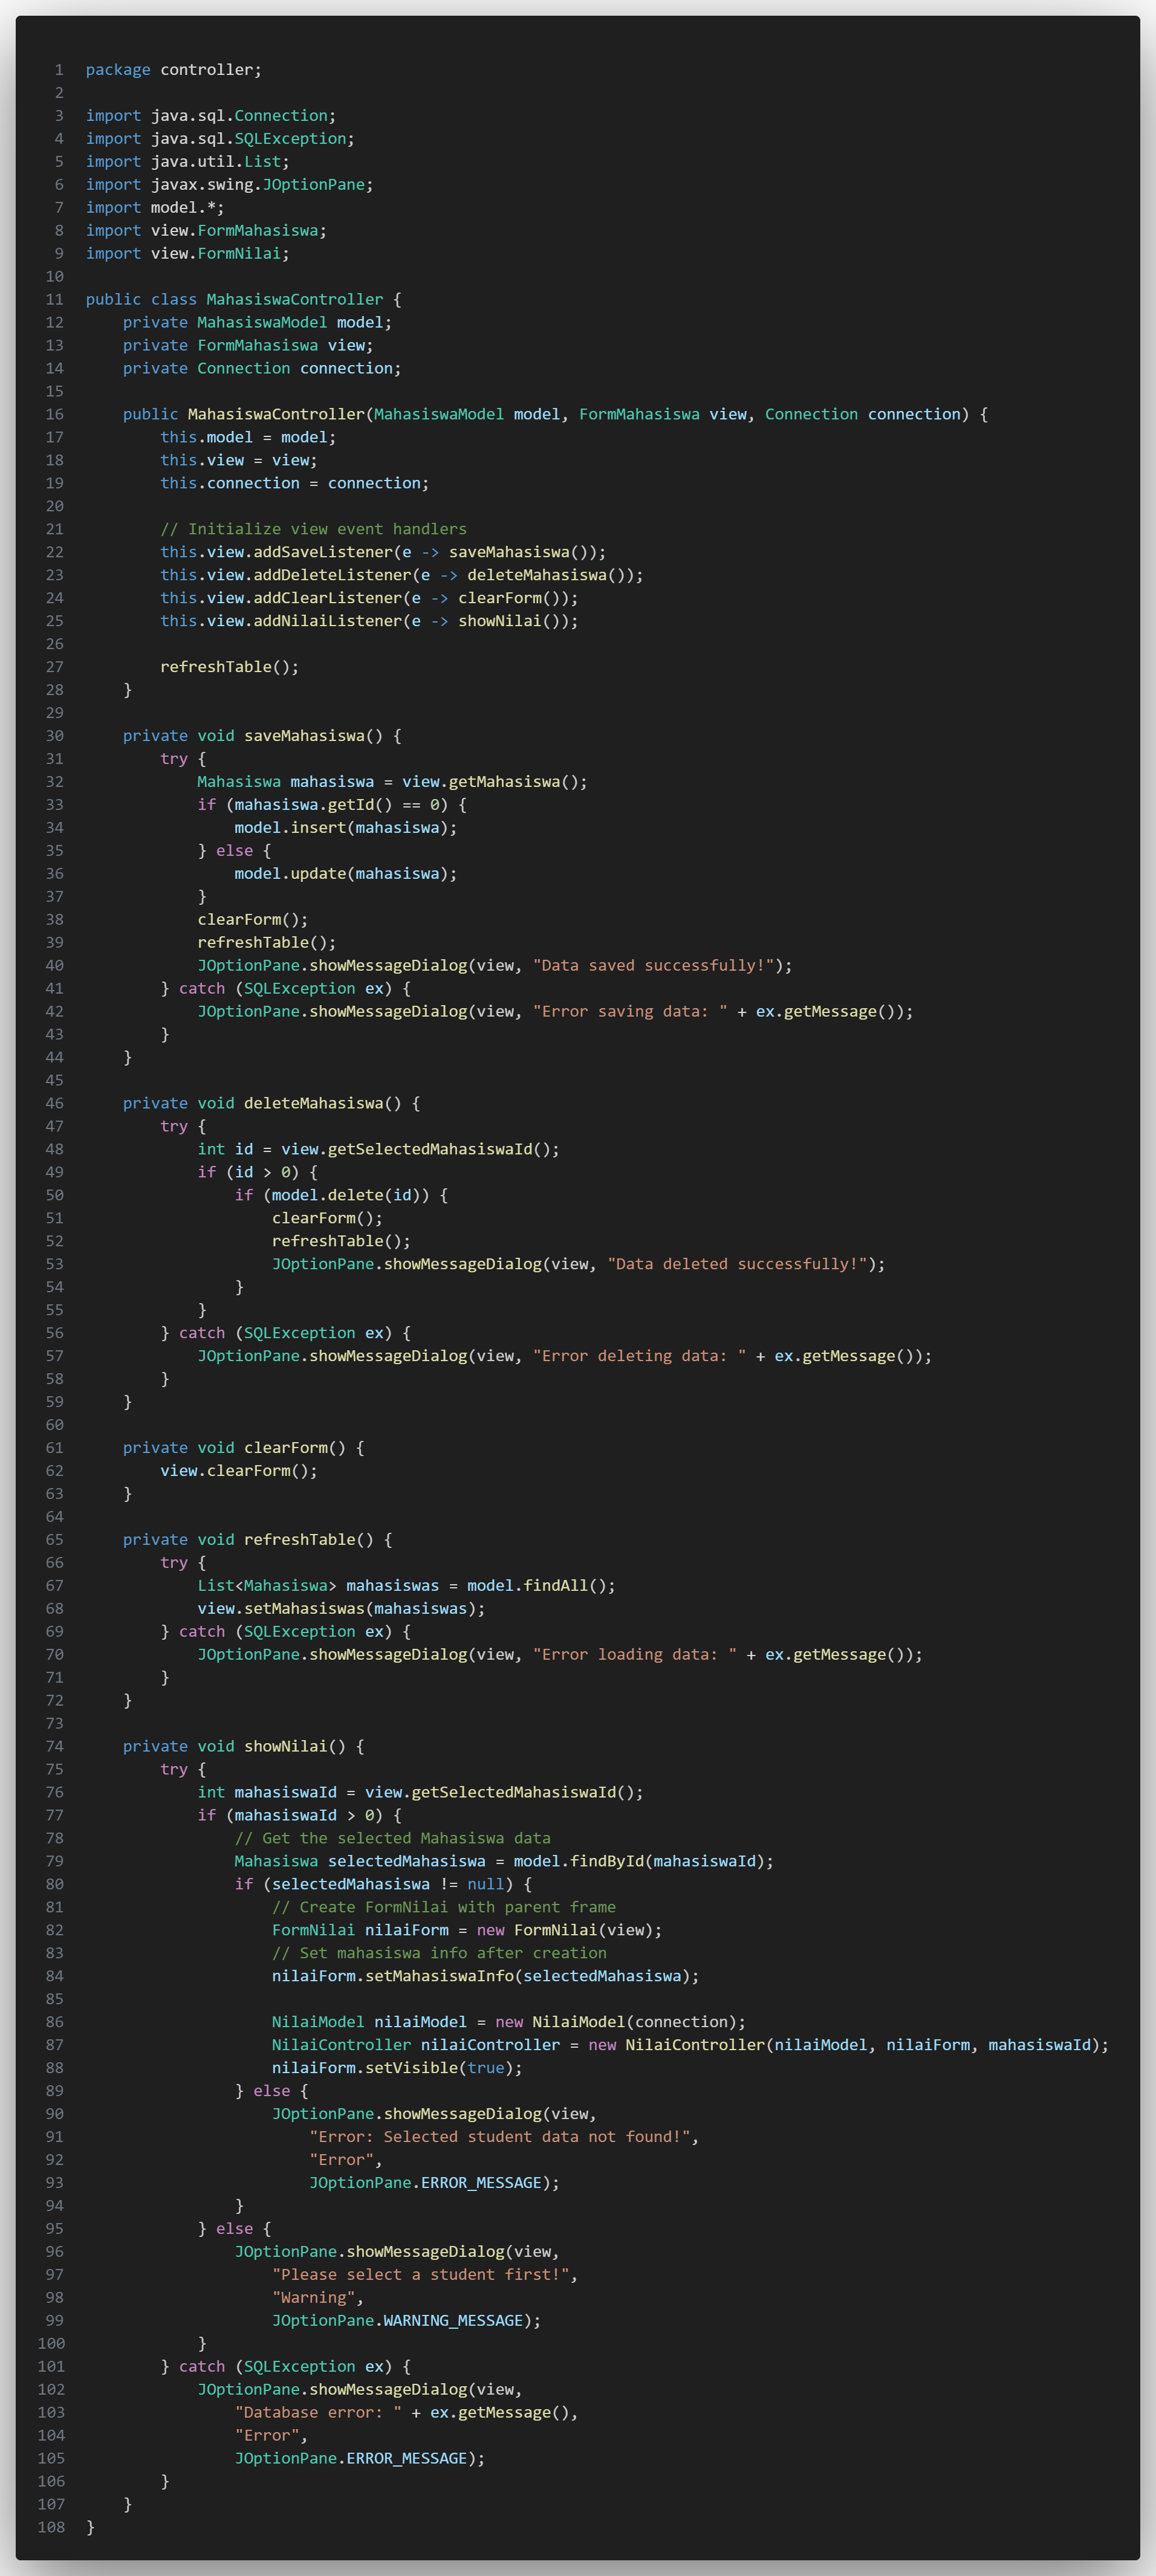 1 package controller;
2
3 import java.sql.Connection;
4 import java.sql.SQLException;
5 import java.util.List;
6 import javax.swing.JOptionPane;
7 import model.*;
8 import view.FormMahasiswa;
9 import view.FormNilai;
10
11 public class MahasiswaController {
12     private MahasiswaModel model;
13     private FormMahasiswa view;
14     private Connection connection;
15
16     public MahasiswaController(MahasiswaModel model, FormMahasiswa view, Connection connection) {
17         this.model = model;
18         this.view = view;
19         this.connection = connection;
20
21         // Initialize view event handlers
22         this.view.addSaveListener(e -> saveMahasiswa());
23         this.view.addDeleteListener(e -> deleteMahasiswa());
24         this.view.addClearListener(e -> clearForm());
25         this.view.addNilaiListener(e -> showNilai());
26
27         refreshTable();
28     }
29
30     private void saveMahasiswa() {
31         try {
32             Mahasiswa mahasiswa = view.getMahasiswa();
33             if (mahasiswa.getId() == 0) {
34                 model.insert(mahasiswa);
35             } else {
36                 model.update(mahasiswa);
37             }
38             clearForm();
39             refreshTable();
40             JOptionPane.showMessageDialog(view, "Data saved successfully!");
41         } catch (SQLException ex) {
42             JOptionPane.showMessageDialog(view, "Error saving data: " + ex.getMessage());
43         }
44     }
45
46     private void deleteMahasiswa() {
47         try {
48             int id = view.getSelectedMahasiswaId();
49             if (id > 0) {
50                 if (model.delete(id)) {
51                     clearForm();
52                     refreshTable();
53                     JOptionPane.showMessageDialog(view, "Data deleted successfully!");
54                 }
55             }
56         } catch (SQLException ex) {
57             JOptionPane.showMessageDialog(view, "Error deleting data: " + ex.getMessage());
58         }
59     }
60
61     private void clearForm() {
62         view.clearForm();
63     }
64
65     private void refreshTable() {
66         try {
67             List<Mahasiswa> mahasiswas = model.findAll();
68             view.setMahasiswas(mahasiswas);
69         } catch (SQLException ex) {
70             JOptionPane.showMessageDialog(view, "Error loading data: " + ex.getMessage());
71         }
72     }
73
74     private void showNilai() {
75         try {
76             int mahasiswaId = view.getSelectedMahasiswaId();
77             if (mahasiswaId > 0) {
78                 // Get the selected Mahasiswa data
79                 Mahasiswa selectedMahasiswa = model.findById(mahasiswaId);
80                 if (selectedMahasiswa != null) {
81                     // Create FormNilai with parent frame
82                     FormNilai nilaiForm = new FormNilai(view);
83                     // Set mahasiswa info after creation
84                     nilaiForm.setMahasiswaInfo(selectedMahasiswa);
85
86                     NilaiModel nilaiModel = new NilaiModel(connection);
87                     NilaiController nilaiController = new NilaiController(nilaiModel, nilaiForm, mahasiswaId);
88                     nilaiForm.setVisible(true);
89                 } else {
90                     JOptionPane.showMessageDialog(view,
91                         "Error: Selected student data not found!",
92                         "Error",
93                         JOptionPane.ERROR_MESSAGE);
94                 }
95             } else {
96                 JOptionPane.showMessageDialog(view,
97                     "Please select a student first!",
98                     "Warning",
99                     JOptionPane.WARNING_MESSAGE);
100             }
101         } catch (SQLException ex) {
102             JOptionPane.showMessageDialog(view,
103                 "Database error: " + ex.getMessage(),
104                 "Error",
105                 JOptionPane.ERROR_MESSAGE);
106         }
107     }
108 }